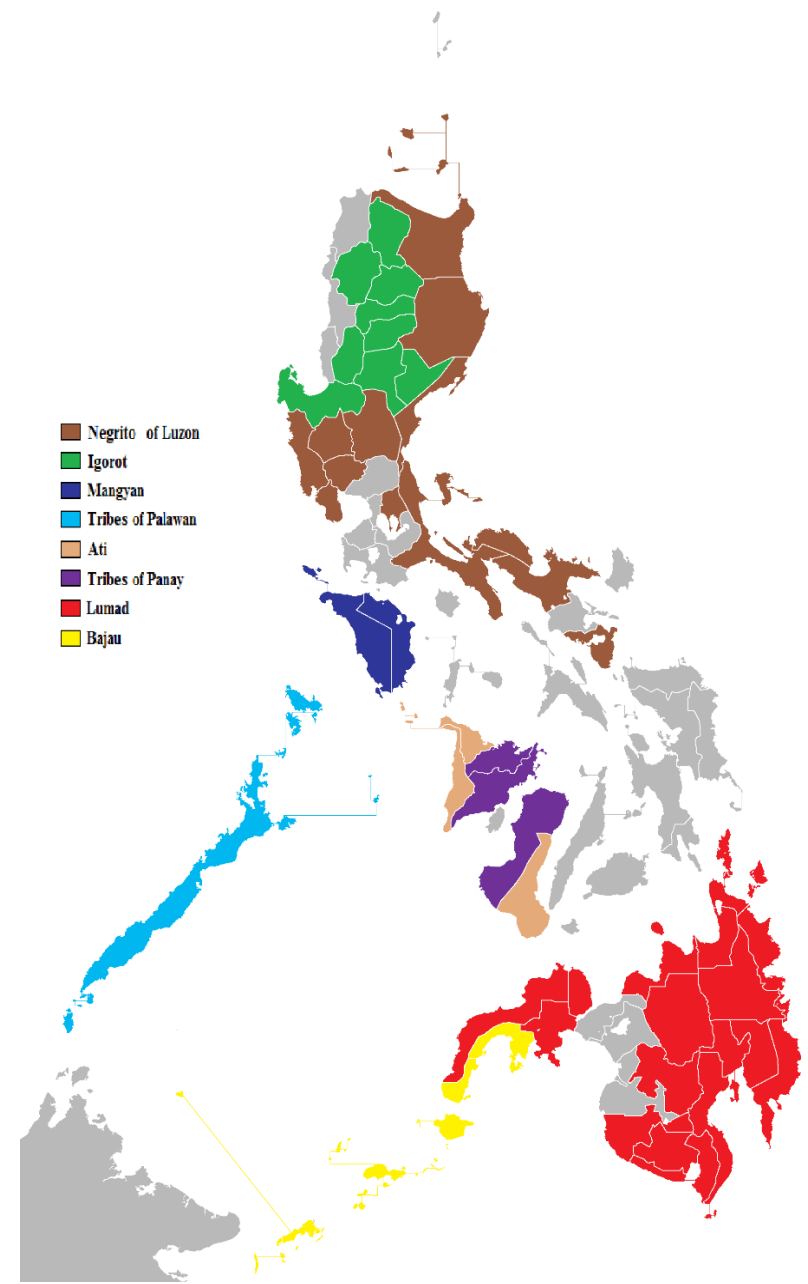 Negrito of Luzon
Igorot
Mangyan
Tribes of Palawan
Ati
Tribes of Panay
Lumad
Bajau